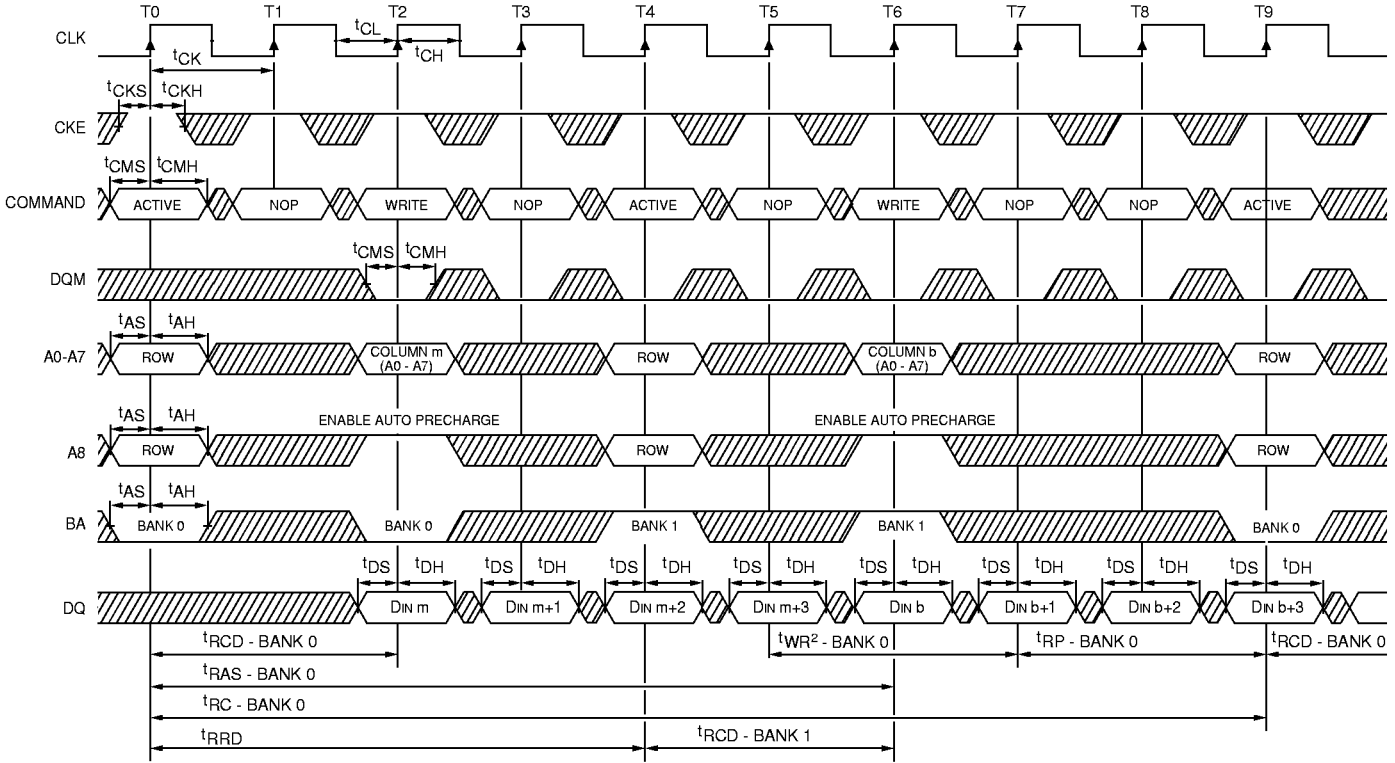 T0 T1 T2 T3 T4 T5 T6 T7 T8 T9
CLK tCL tCH
tCK
tCKS tCKH
CKE
tCMS tCMH
COMMAND ACTIVE NOP WRITE NOP ACTIVE NOP WRITE NOP NOP ACTIVE
tCMS tCMH
DQM
tAS tAH
A0-A7 ROW COLUMN m (A0 - A7) ROW COLUMN b (A0 - A7) ROW
tAS tAH ENABLE AUTO PRECHARGE ENABLE AUTO PRECHARGE
A8 ROW ROW ROW
tAS tAH
BA BANK 0 BANK 0 BANK 1 BANK 1 BANK 0
tDS tDH tDS tDH tDS tDH tDS tDH tDS tDH tDS tDH tDS tDH tDS tDH
DQ DIN m DIN m+1 DIN m+2 DIN m+3 DIN b DIN b+1 DIN b+2 DIN b+3
tRCD - BANK 0 tWR2 - BANK 0 tRP - BANK 0 tRCD - BANK 0
tRAS - BANK 0
tRC - BANK 0
tRRD tRCD - BANK 1